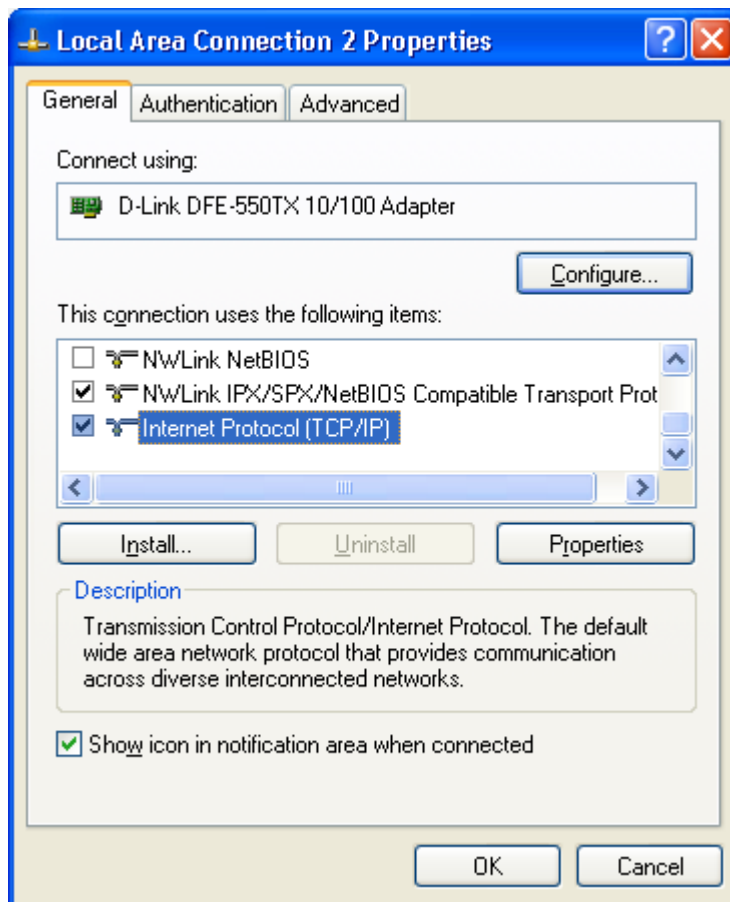 Local Area Connection 2 Properties
General Authentication Advanced
Connect using:
D-Link DFE-550TX 10/100 Adapter
Configure...
This connection uses the following items:
NWLink NetBIOS
NWLink IPX/SPX/NetBIOS Compatible Transport Prot
Internet Protocol (TCP/IP)
Install... Uninstall Properties
Description
Transmission Control Protocol/Internet Protocol. The default
wide area network protocol that provides communication
across diverse interconnected networks.
Show icon in notification area when connected
OK Cancel